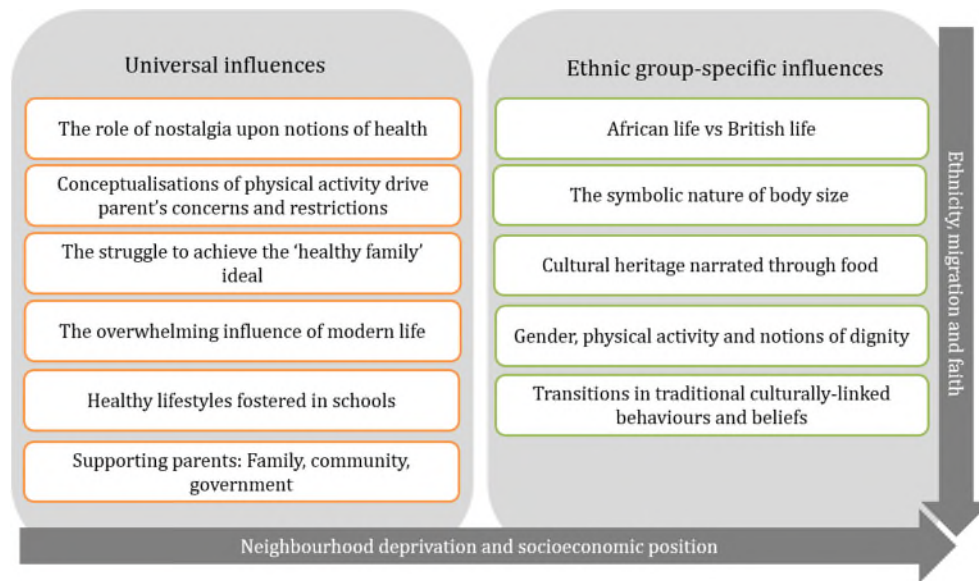 Universal influences
The role of nostalgia upon notions of health
Conceptualisations of physical activity drive
parent's concerns and restrictions
The struggle to achieve the 'healthy family'
ideal
The overwhelming influence of modern life
Healthy lifestyles fostered in schools
Supporting parents: Family, community,
government
Ethnic group-specific influences
African life vs British life
The symbolic nature of body size
Cultural heritage narrated through food
Gender, physical activity and notions of dignity
Transitions in traditional culturally-linked
behaviours and beliefs
Ethnicity, migration and faith
Neighbourhood deprivation and socioeconomic position